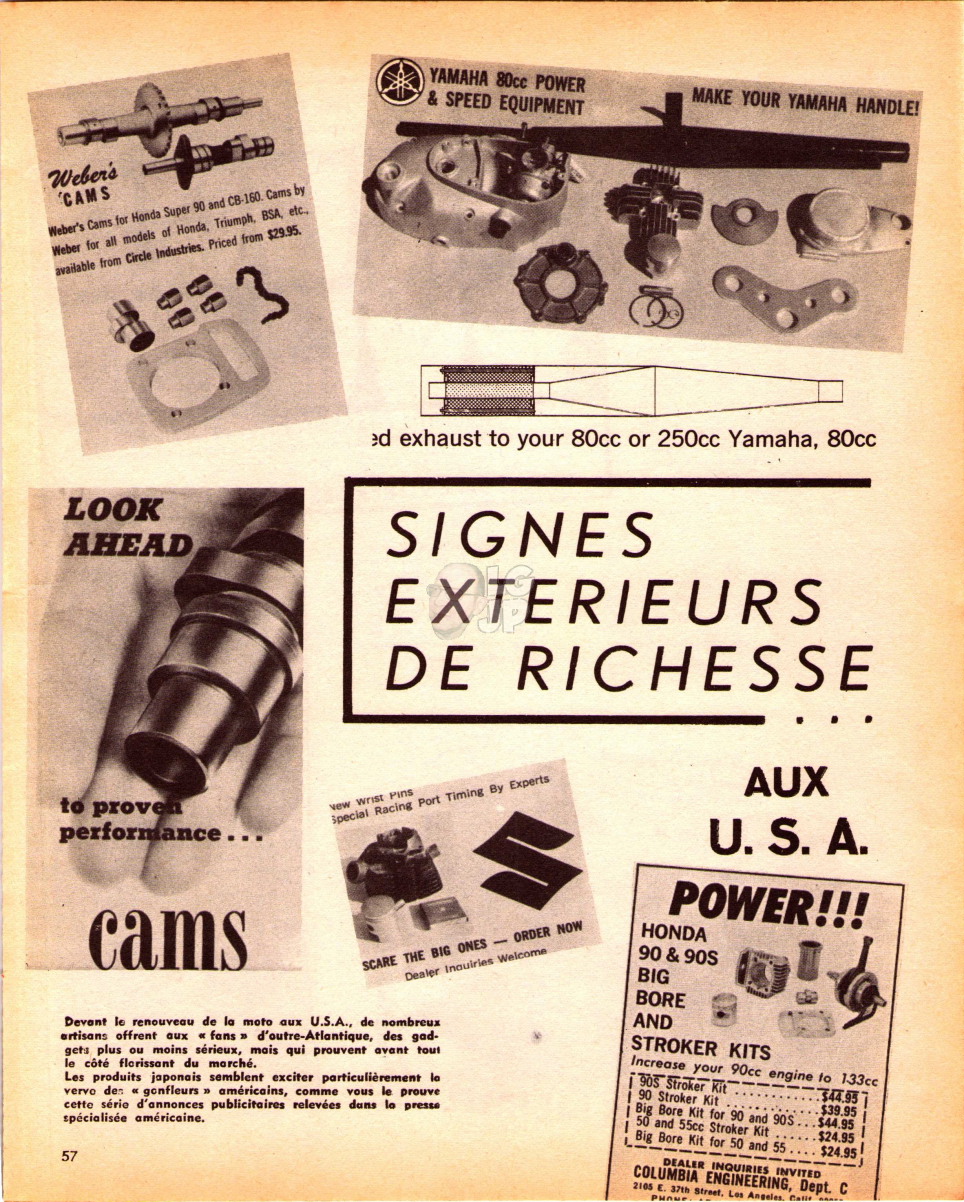 Weber's
CAMS
Weber's Cams for Honda Super 90 and CB-160. Cams by
Weber for all models of Honda, Triumph, BSA, etc.,
available from Circle Industries. Priced from $29.95.
YAMAHA 80cc POWER
& SPEED EQUIPMENT
MAKE YOUR YAMAHA HANDLE!
ed exhaust to your 80cc or 250cc Yamaha, 80cc
LOOK
AHEAD
to proven
performance...
cams
SIGNES
EXTERIEURS
DE RICHESSE
...
AUX
U. S. A.
BIG
UP
New Wrist Pins
Special Racing Port Timing By Experts
SCARE THE BIG ONES — ORDER NOW
Dealer Inquiries Welcome
POWER!!!
HONDA
90 & 90S
BIG
BORE
AND
STROKER KITS
Increase your 90cc engine to 133cc
90S Stroker Kit ............ $44.95
90 Stroker Kit ............ $39.95
Big Bore Kit for 90 and 90S ... $44.95
50 and 55cc Stroker Kit ...... $24.95
Big Bore Kit for 50 and 55 .... $24.95
DEALER INQUIRIES INVITED
COLUMBIA ENGINEERING, Dept. C
2105 E. 37th Street, Los Angeles, Calif.
Devant le renouveau de la moto aux U.S.A., de nombreux
artisans offrent aux « fans » d'outre-Atlantique, des gad-
gets plus ou moins sérieux, mais qui prouvent avant tout
le côté florissant du marché.
Les produits japonais semblent exciter particulièrement la
verve des « gonfleurs » américains, comme vous le prouve
cette série d'annonces publicitaires relevées dans la presse
spécialisée américaine.
57